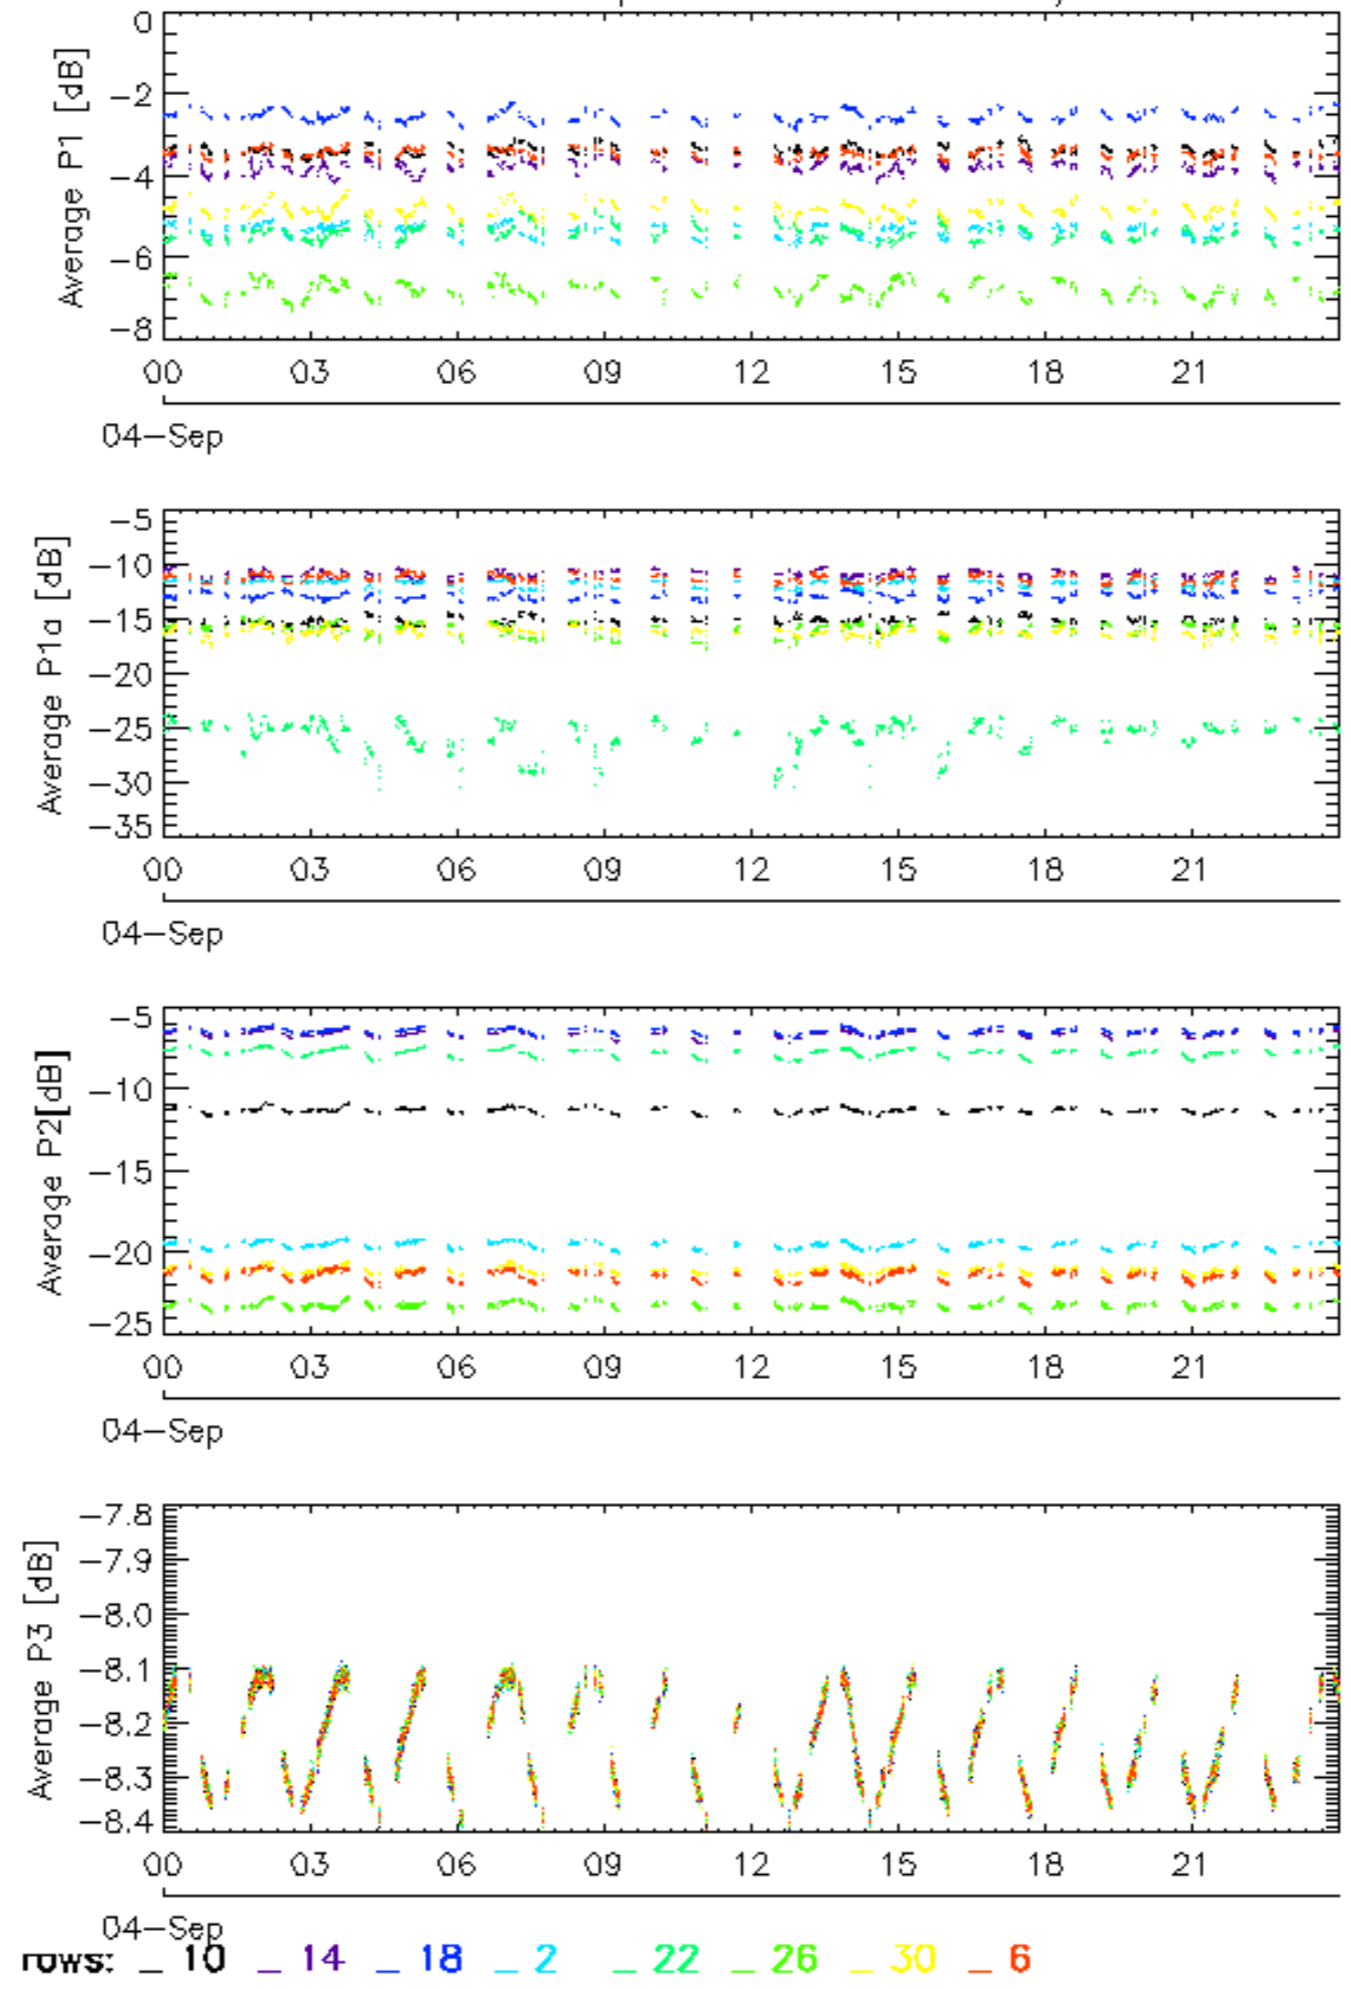 0
-2
-4
-6
-8
Average P1 [dB]
00 03 06 09 12 15 18 21
04-Sep
-5
-10
-15
-20
-25
-30
-35
Average P1a [dB]
00 03 06 09 12 15 18 21
04-Sep
-5
-10
-15
-20
-25
Average P2[dB]
00 03 06 09 12 15 18 21
04-Sep
-7.8
-7.9
-8.0
-8.1
-8.2
-8.3
-8.4
Average P3 [dB]
00 03 06 09 12 15 18 21
04-Sep
rows: _ 10 _ 14 _ 18 _ 2 _ 22 _ 26 _ 30 _ 6